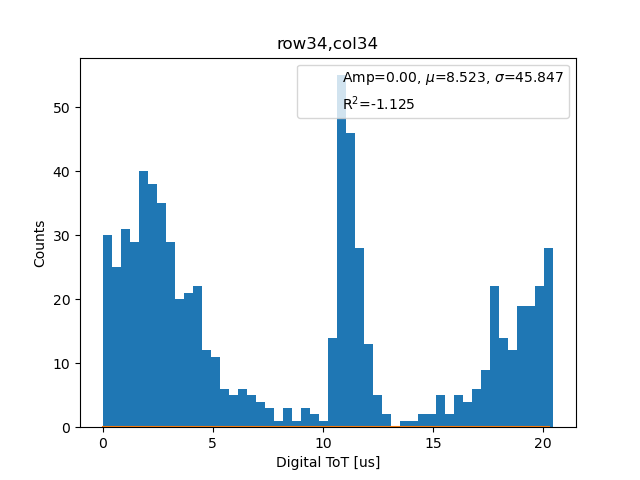 row34,col34
Amp=0.00, μ=8.523, σ=45.847
R²=-1.125
50
40
30
20
10
0
Counts
0 5 10 15 20
Digital ToT [us]